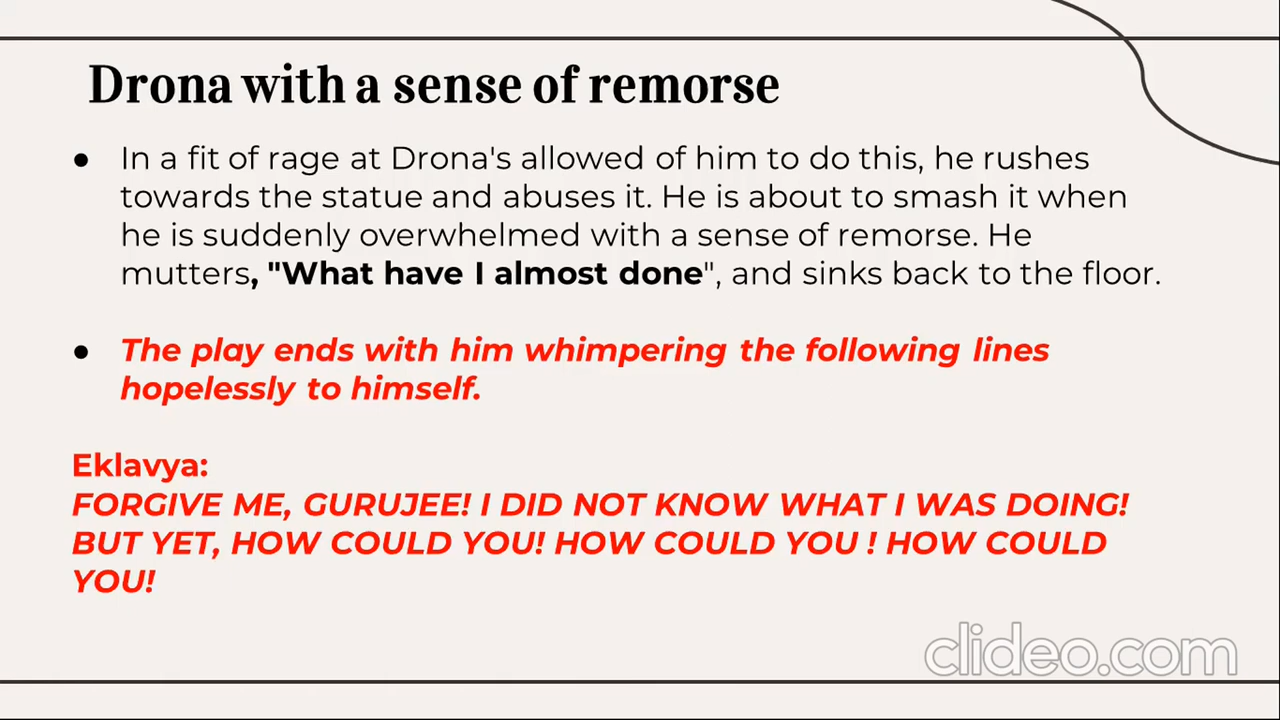 Drona with a sense of remorse
● In a fit of rage at Drona's allowed of him to do this, he rushes
towards the statue and abuses it. He is about to smash it when
he is suddenly overwhelmed with a sense of remorse. He
mutters, "What have I almost done", and sinks back to the floor.
● The play ends with him whimpering the following lines
hopelessly to himself.
Eklavya:
FORGIVE ME, GURUJEE! I DID NOT KNOW WHAT I WAS DOING!
BUT YET, HOW COULD YOU! HOW COULD YOU ! HOW COULD
YOU!
clideo.com